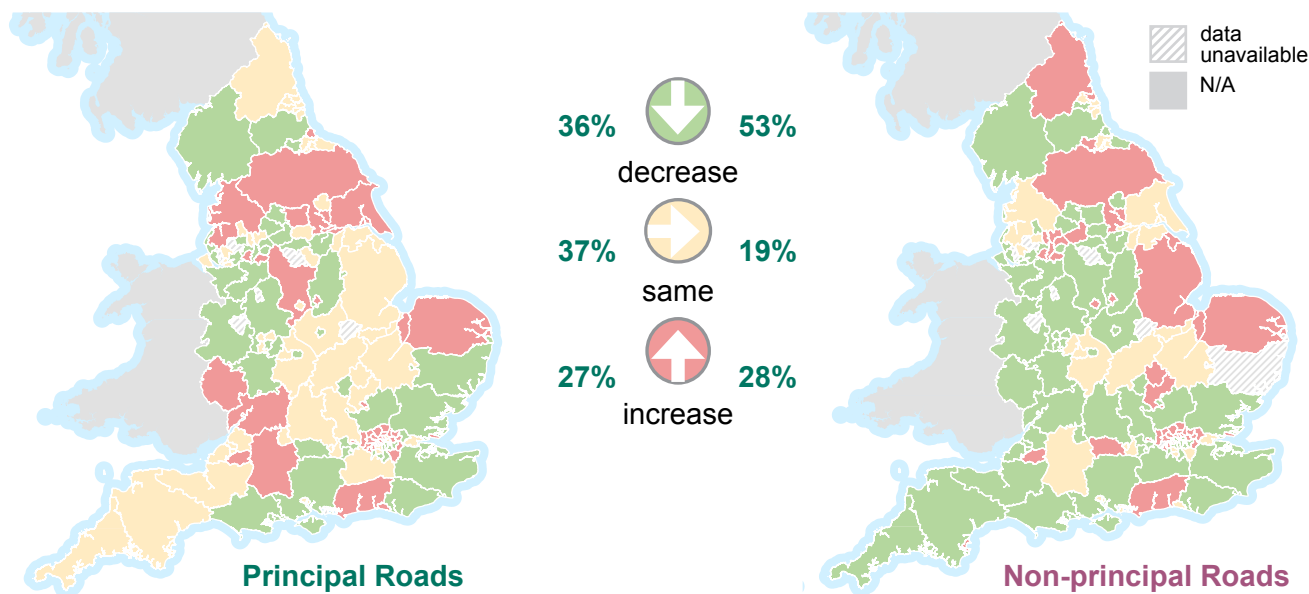 data
unavailable
N/A
36% 53%
decrease
37% 19%
same
27% 28%
increase
Principal Roads
Non-principal Roads